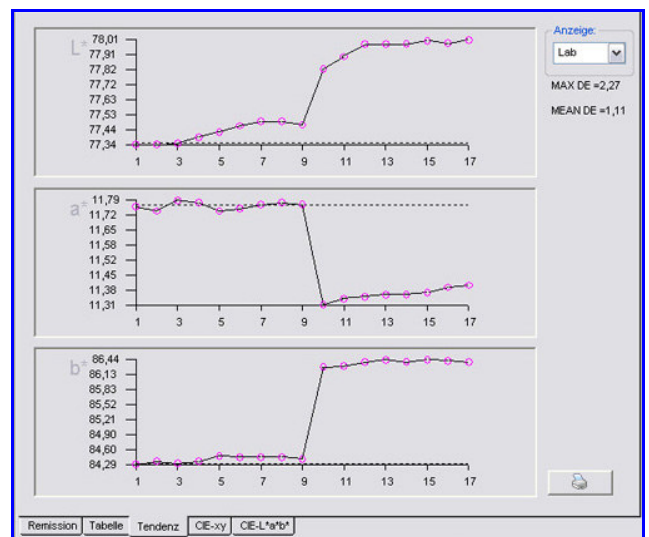 L*
78,01
77,91
77,82
77,72
77,63
77,53
77,44
77,34
1 3 5 7 9 11 13 15 17
a*
11,79
11,72
11,65
11,58
11,52
11,45
11,38
11,31
1 3 5 7 9 11 13 15 17
b*
86,44
86,13
85,83
85,52
85,21
84,90
84,60
84,29
1 3 5 7 9 11 13 15 17
Anzeige:
Lab
MAX DE =2,27
MEAN DE =1,11
Remission Tabelle Tendenz CIE-xy CIE-L*a*b*